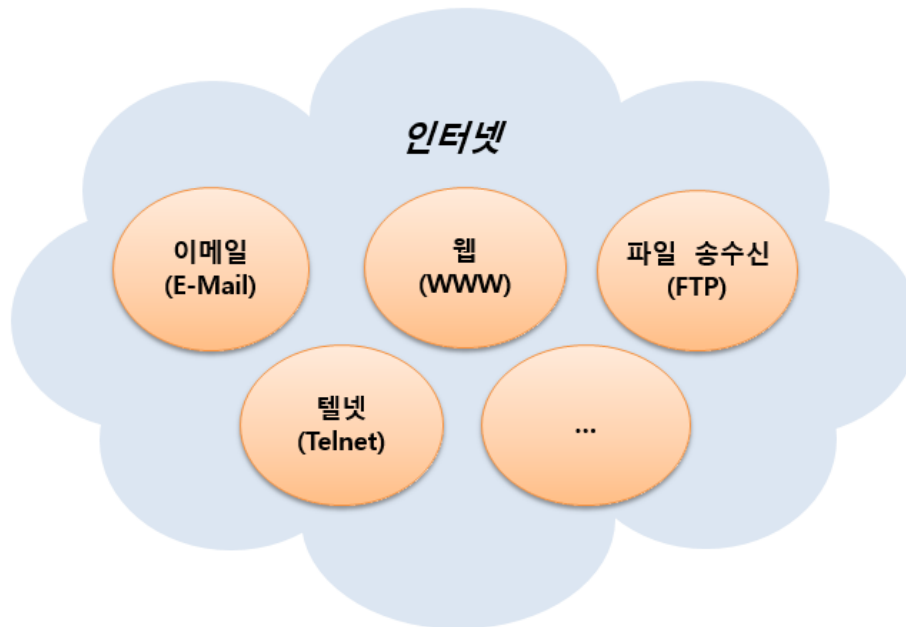 인터넷
이메일
(E-Mail)
웹
(WWW)
파일 송수신
(FTP)
텔넷
(Telnet)
...